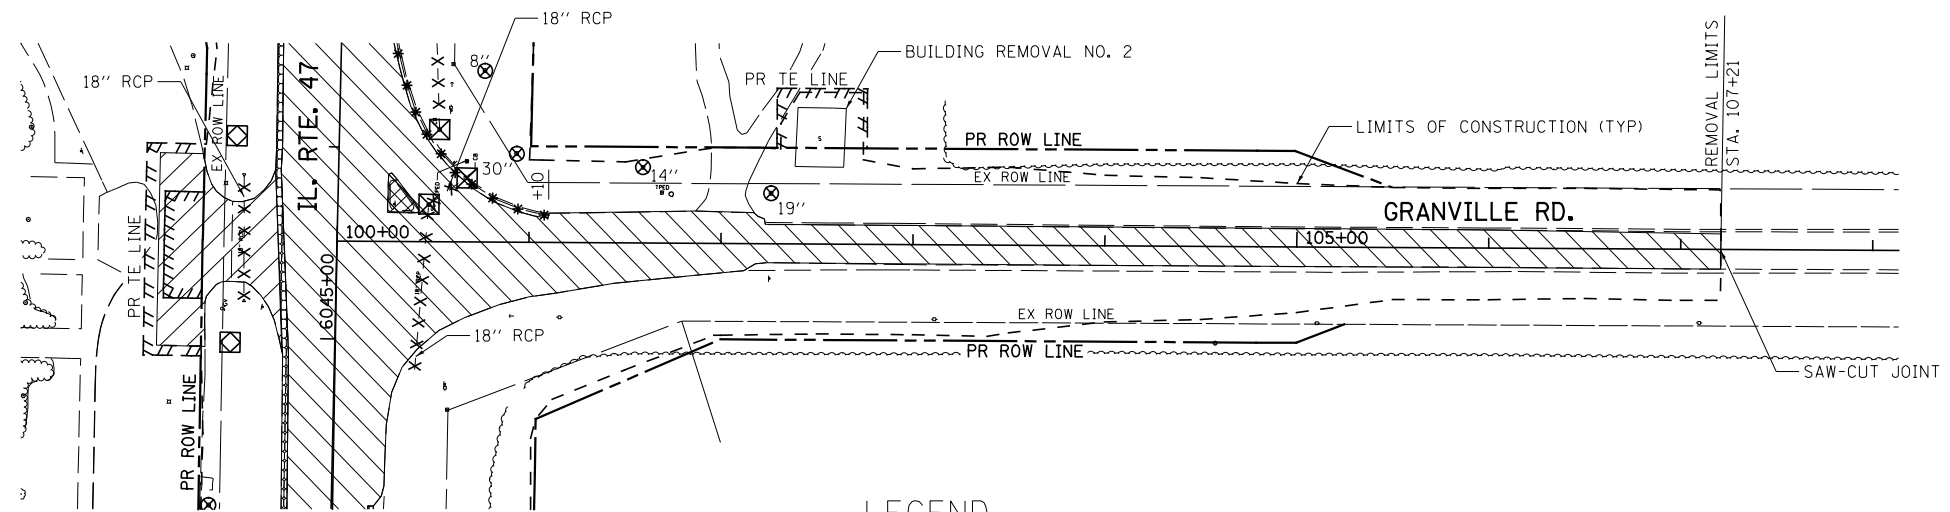 18" RCP
18" RCP
8"
BUILDING REMOVAL NO. 2
PR TE LINE
EX ROW LINE
IL. RTE. 47
REMOVAL LIMITS
STA. 107+21
PR ROW LINE
LIMITS OF CONSTRUCTION (TYP)
30"
14"
S
TPED
+10
EX ROW LINE
19"
GRANVILLE RD.
100+00
105+00
PR TE LINE
6045+00
EX ROW LINE
18" RCP
PR ROW LINE
PR ROW LINE
SAW-CUT JOINT
LEGEND